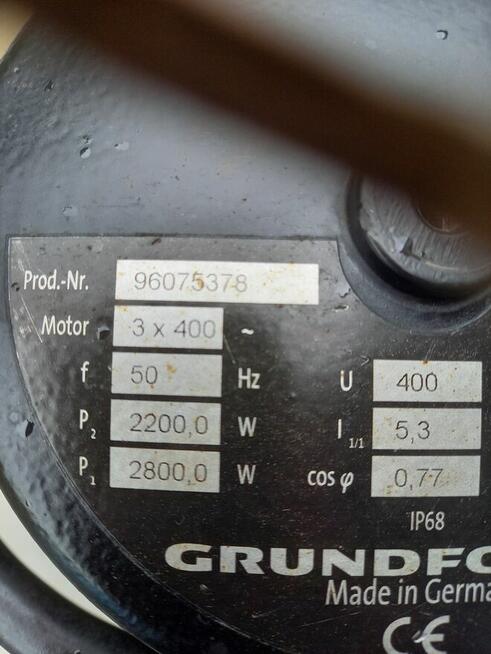 Prod.-Nr. 96075378
Motor 3 x 400 ~
f 50 Hz U 400
P2 2200,0 W I 1/1 5,3
P1 2800,0 W cos φ 0,77
IP68
GRUNDFO
Made in Germa
CE